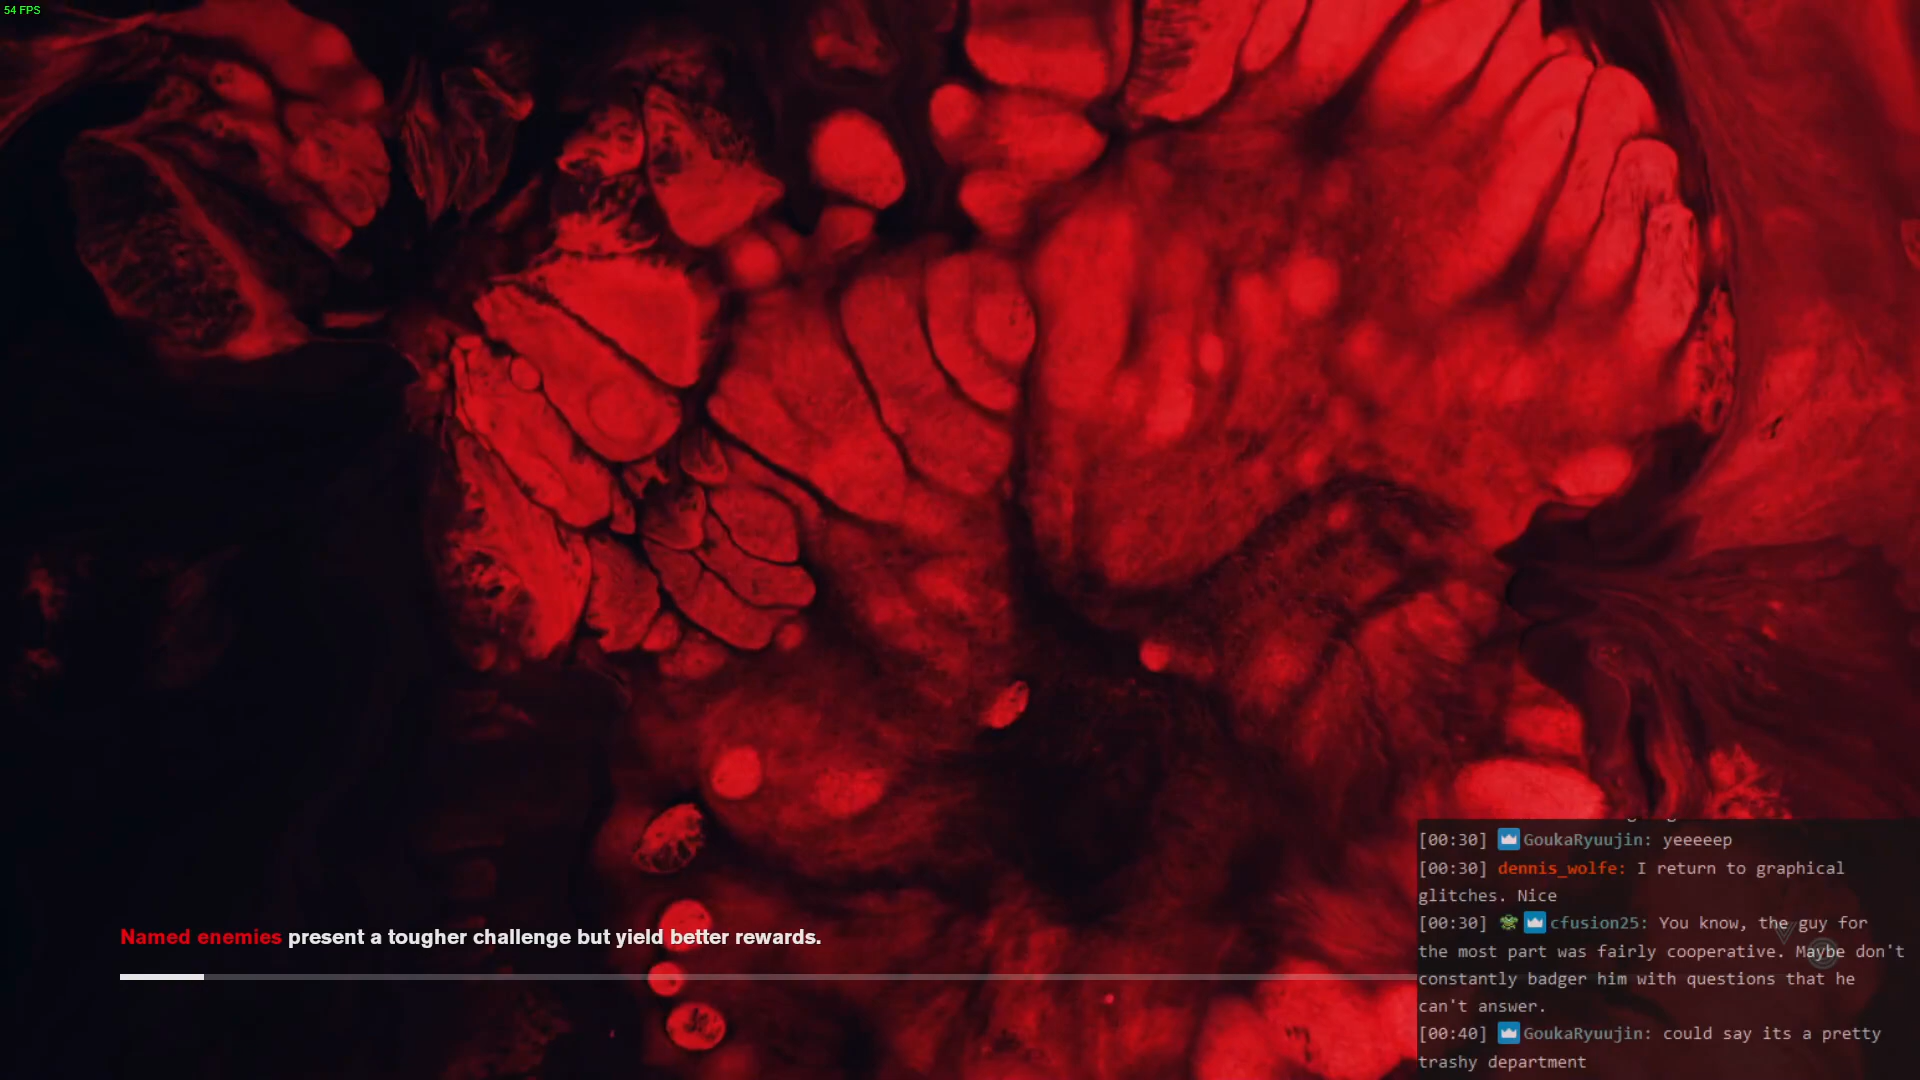 54 FPS
Named enemies present a tougher challenge but yield better rewards.
[00:30] GoukaRyuujin: yeeeeep
[00:30] dennis_wolfe: I return to graphical
glitches. Nice
[00:30] cfusion25: You know, the guy for
the most part was fairly cooperative. Maybe don't
constantly badger him with questions that he
can't answer.
[00:40] GoukaRyuujin: could say its a pretty
trashy department